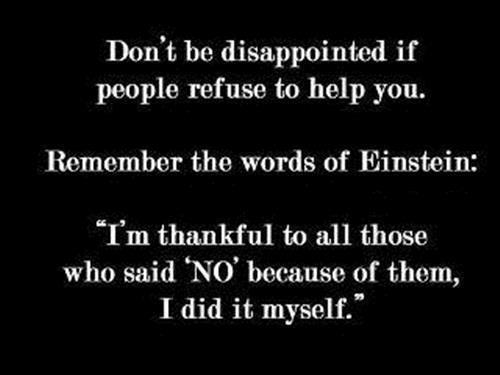 Don't be disappointed if
people refuse to help you.
Remember the words of Einstein:
“I'm thankful to all those
who said ‘NO’ because of them,
I did it myself.”